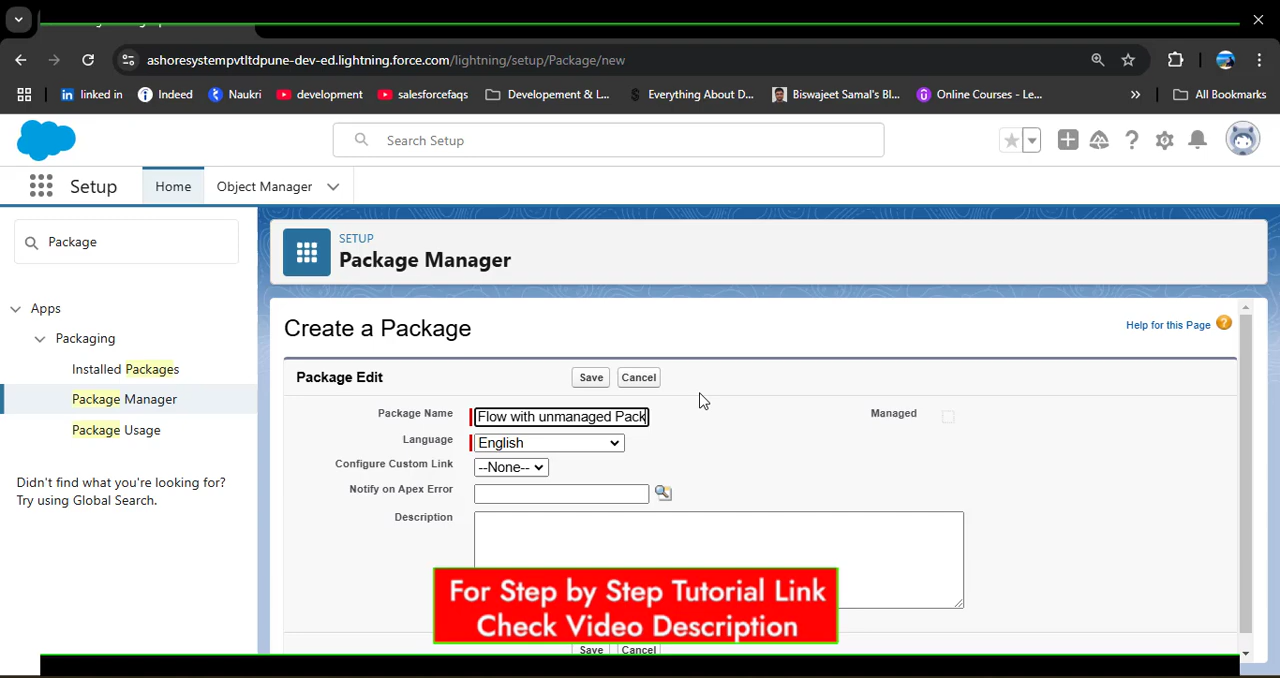 ashoresystempvtltdpune-dev-ed.lightning.force.com/lightning/setup/Package/new
linked in
Indeed
Naukri
development
salesforcefaqs
Developement & L...
Everything About D...
Biswajeet Samal's Bl...
Online Courses - Le...
All Bookmarks
Search Setup
Setup
Home
Object Manager
Package
SETUP
Package Manager
Apps
Packaging
Installed Packages
Package Manager
Package Usage
Didn't find what you're looking for?
Try using Global Search.
Create a Package
Help for this Page
Package Edit
Save
Cancel
Package Name
Flow with unmanaged Pack
Managed
Language
English
Configure Custom Link
--None--
Notify on Apex Error
Description
For Step by Step Tutorial Link
Check Video Description
Save
Cancel